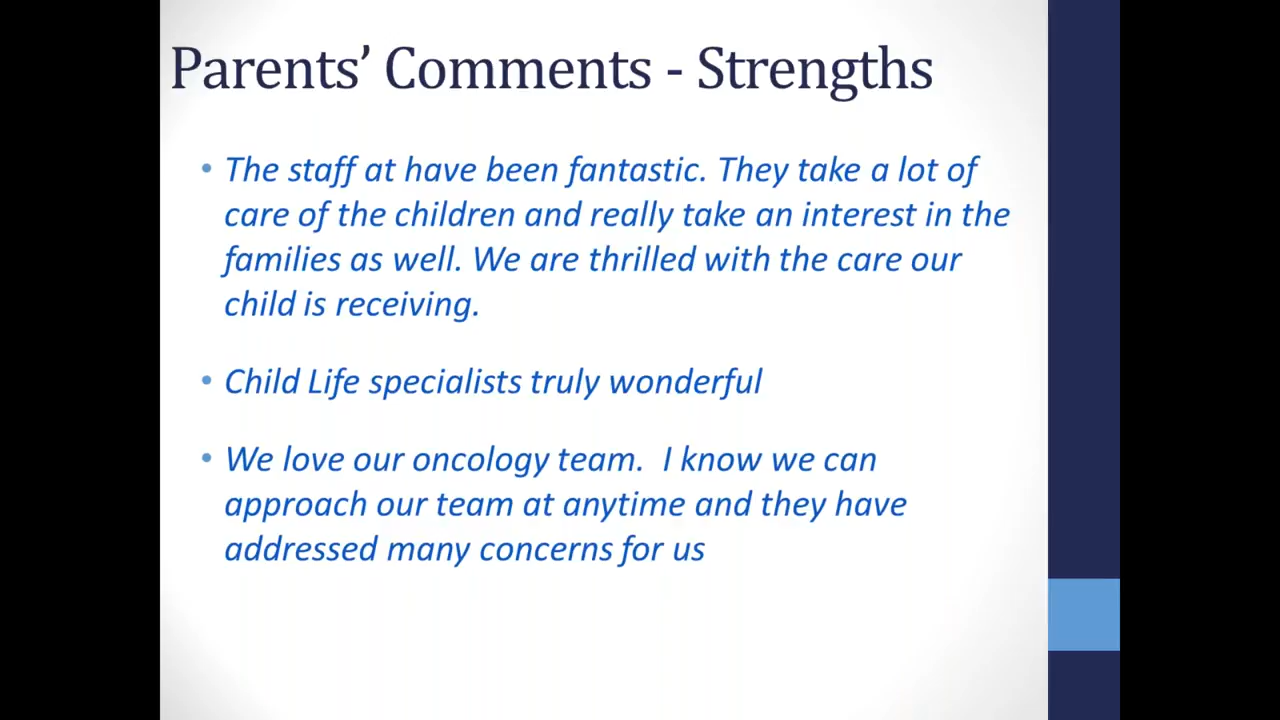 Parents’ Comments - Strengths
• The staff at have been fantastic. They take a lot of
care of the children and really take an interest in the
families as well. We are thrilled with the care our
child is receiving.
• Child Life specialists truly wonderful
• We love our oncology team.  I know we can
approach our team at anytime and they have
addressed many concerns for us